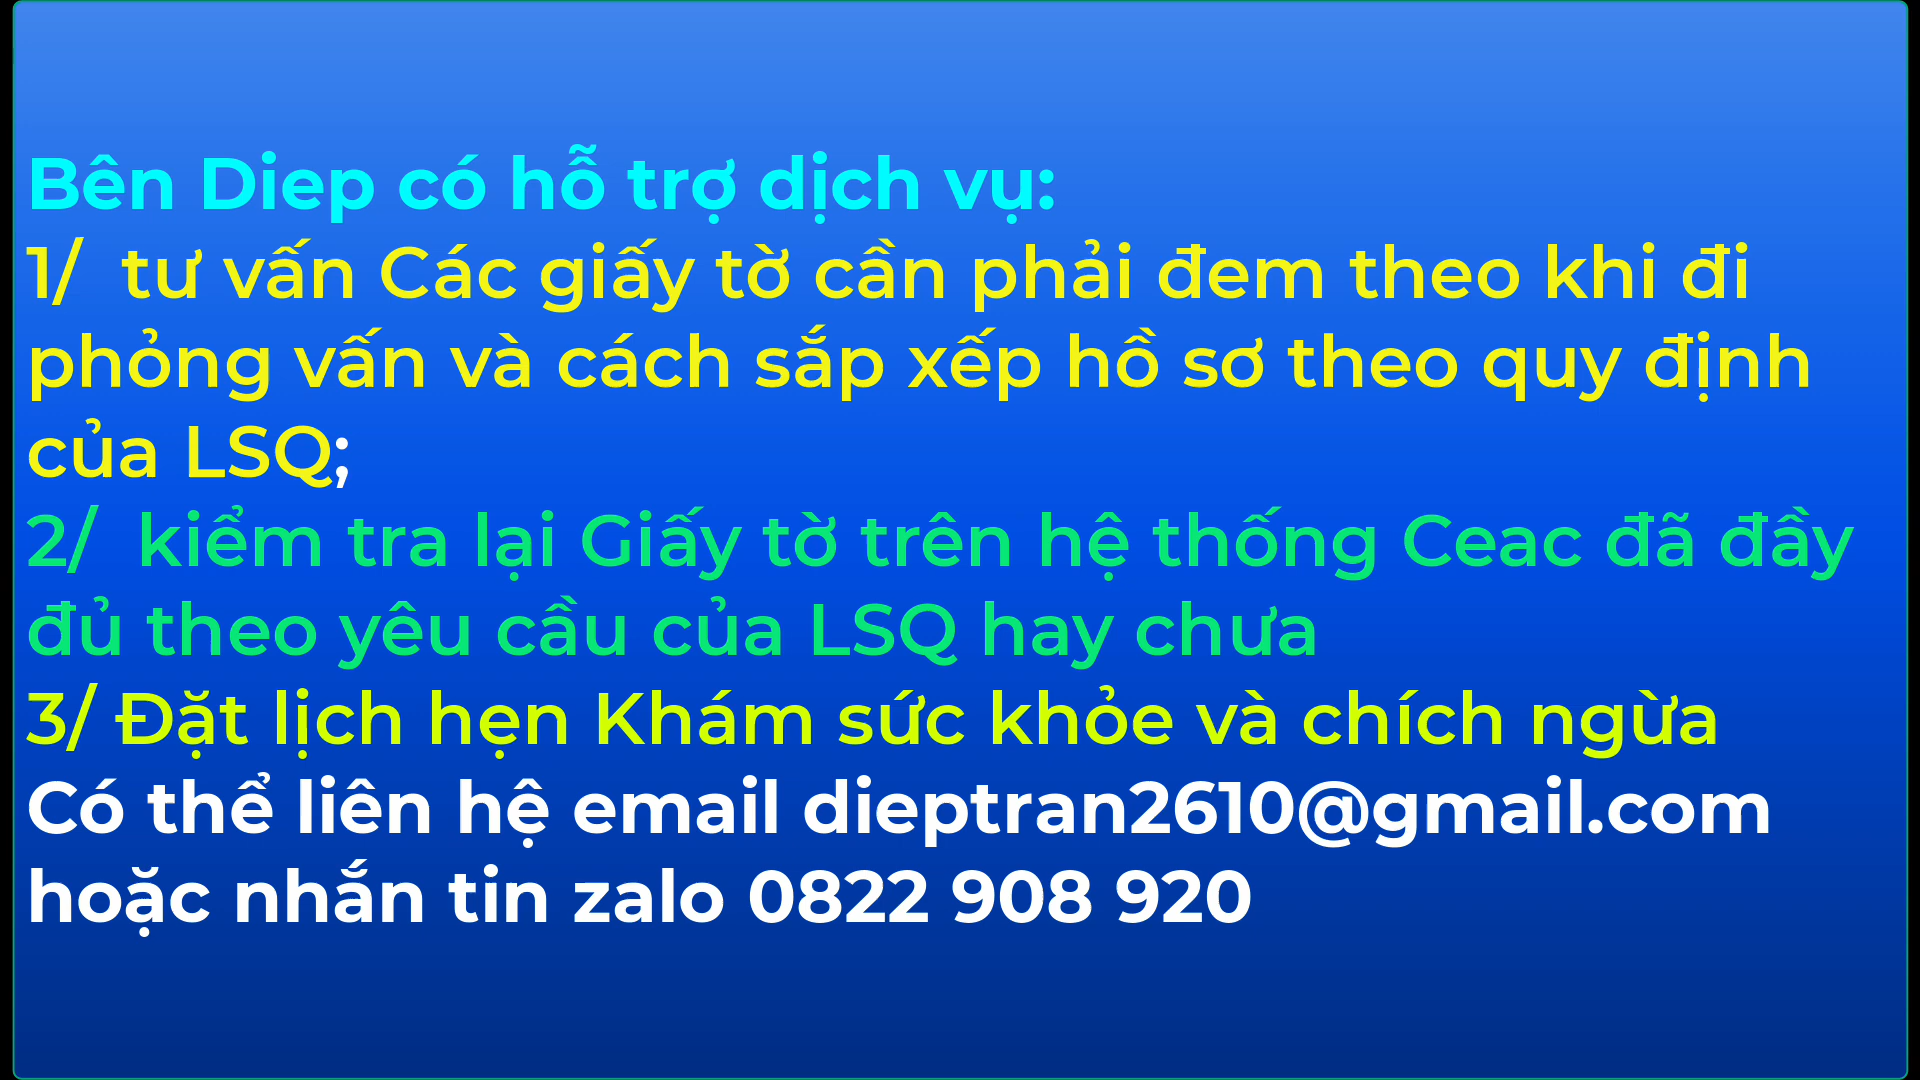 Bên Diep có hỗ trợ dịch vụ:
1/ tư vấn Các giấy tờ cần phải đem theo khi đi
phỏng vấn và cách sắp xếp hồ sơ theo quy định
của LSQ;
2/ kiểm tra lại Giấy tờ trên hệ thống Ceac đã đầy
đủ theo yêu cầu của LSQ hay chưa
3/ Đặt lịch hẹn Khám sức khỏe và chích ngừa
Có thể liên hệ email dieptran2610@gmail.com
hoặc nhắn tin zalo 0822 908 920